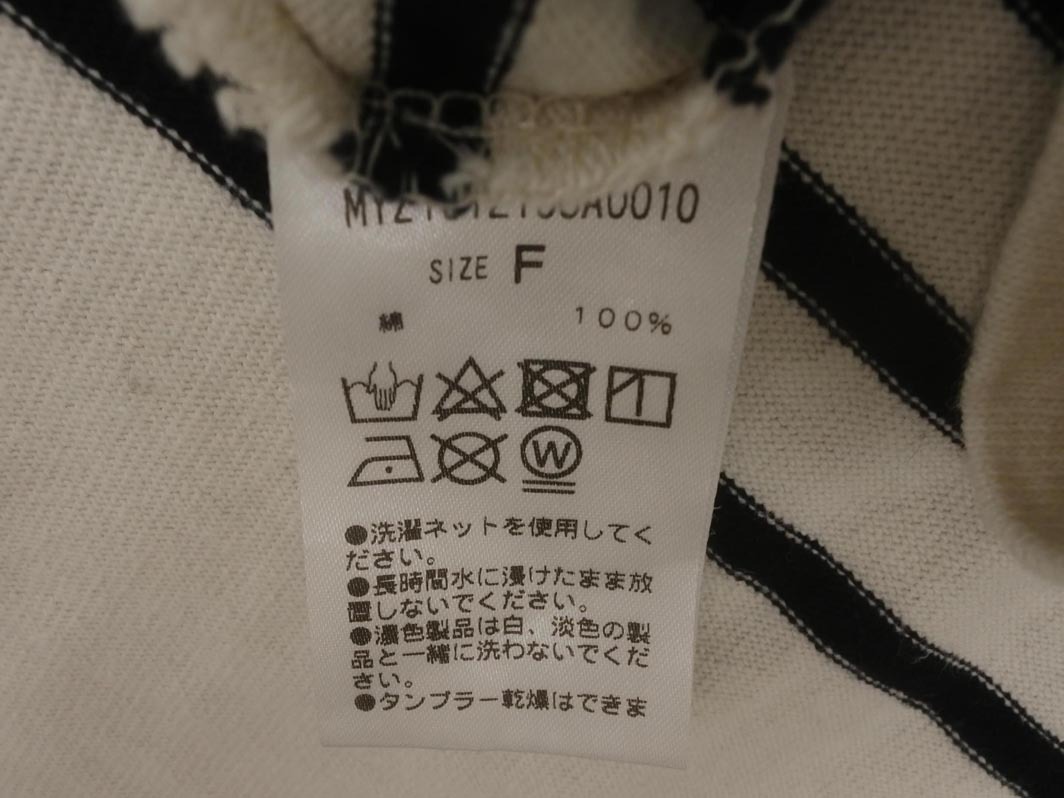 SIZE F
綿 100%
W
●洗濯ネットを使用してく
ださい。
●長時間水に浸けたまま放
置しないでください。
●濃色製品は白、淡色の製
品と一緒に洗わないでくだ
さい。
●タンブラー乾燥はできま